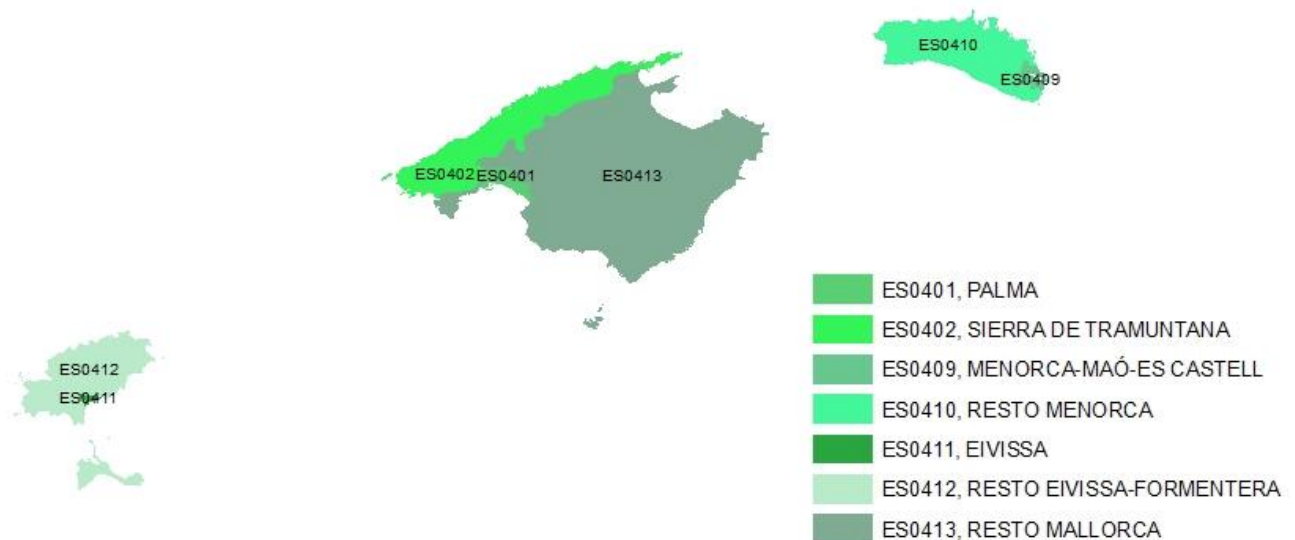 ES0410
ES0409
ES0402 ES0401 ES0413
ES0412
ES0411
ES0401, PALMA
ES0402, SIERRA DE TRAMUNTANA
ES0409, MENORCA-MAÓ-ES CASTELL
ES0410, RESTO MENORCA
ES0411, EIVISSA
ES0412, RESTO EIVISSA-FORMENTERA
ES0413, RESTO MALLORCA